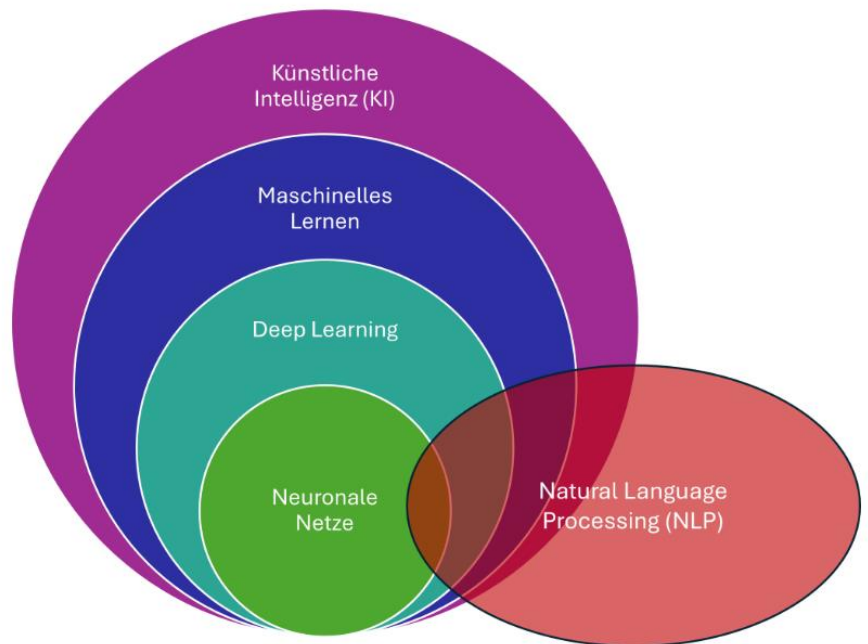 Künstliche
Intelligenz (KI)
Maschinelles
Lernen
Deep Learning
Neuronale
Netze
Natural Language
Processing (NLP)